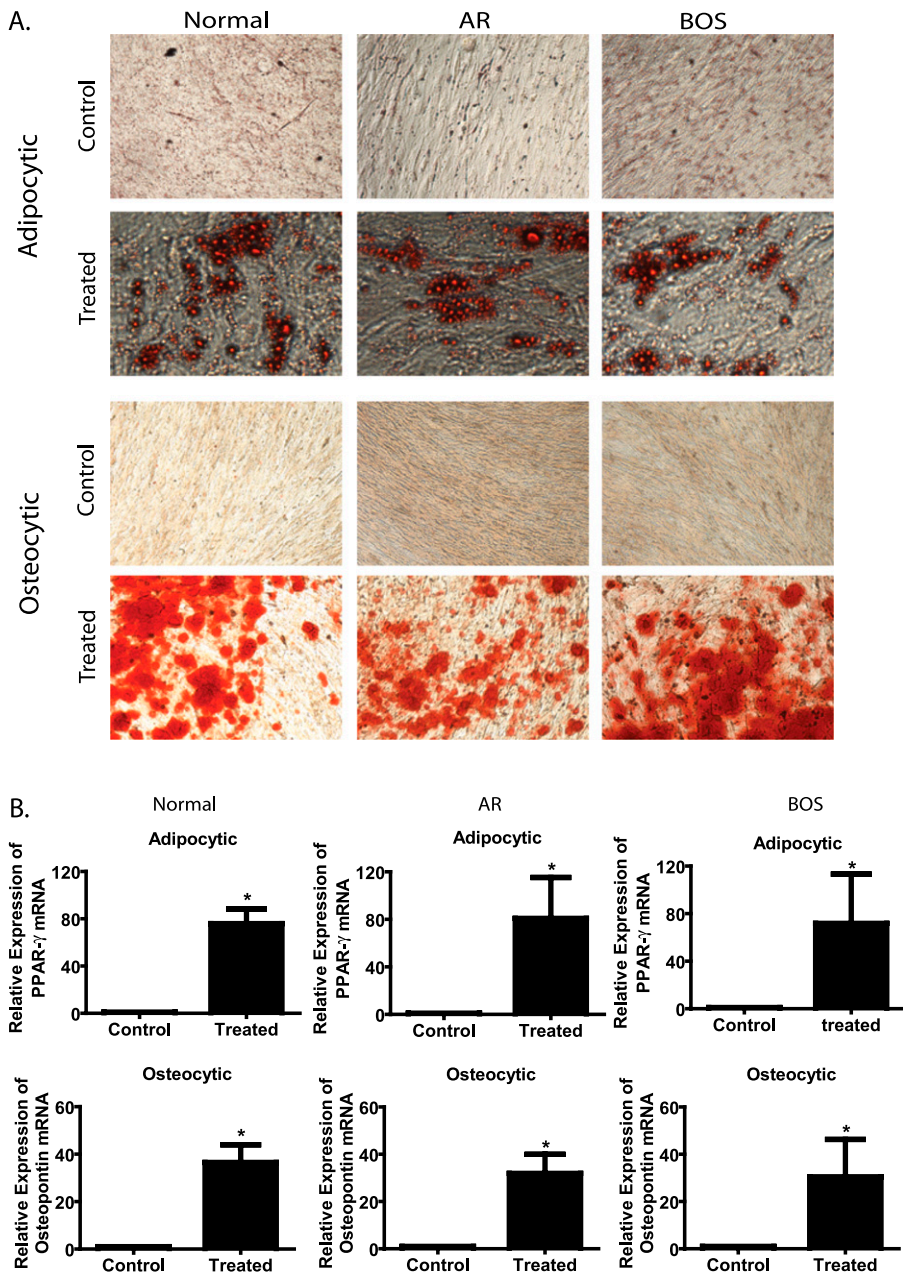 A.
Normal
AR
BOS
Adipocytic
Control
Treated
Osteocytic
Control
Treated
B.
Normal
AR
BOS
Adipocytic
Relative Expression of
PPAR-γ mRNA
120
80
40
0
Control
Treated
Adipocytic
Relative Expression of
PPAR-γ mRNA
120
80
40
0
*
Control
Treated
Adipocytic
Relative Expression of
PPAR-γ mRNA
120
80
40
0
*
Control
treated
Osteocytic
Relative Expression of
Osteopontin mRNA
60
40
20
0
*
Control
Treated
Osteocytic
Relative Expression of
Osteopontin mRNA
60
40
20
0
*
Control
Treated
Osteocytic
Relative Expression of
Osteopontin mRNA
60
40
20
0
*
Control
Treated